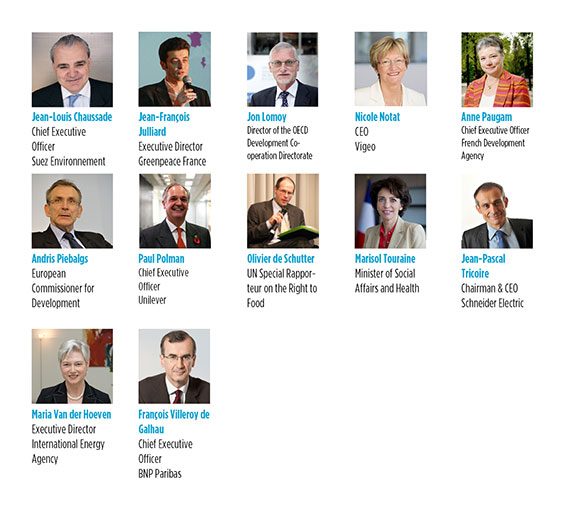 Jean-Louis Chaussade
Chief Executive
Officer
Suez Environnement
Jean-François
Julliard
Executive Director
Greenpeace France
Jon Lomoy
Director of the OECD
Development Co-
operation Directorate
Nicole Notat
CEO
Vigeo
Anne Paugam
Chief Executive Officer
French Development
Agency
Andris Piebalgs
European
Commissioner for
Development
Paul Polman
Chief Executive
Officer
Unilever
Olivier de Schutter
UN Special Rappor-
teur on the Right to
Food
Marisol Touraine
Minister of Social
Affairs and Health
Jean-Pascal
Tricoire
Chairman & CEO
Schneider Electric
Maria Van der Hoeven
Executive Director
International Energy
Agency
François Villeroy de
Galhau
Chief Executive
Officer
BNP Paribas